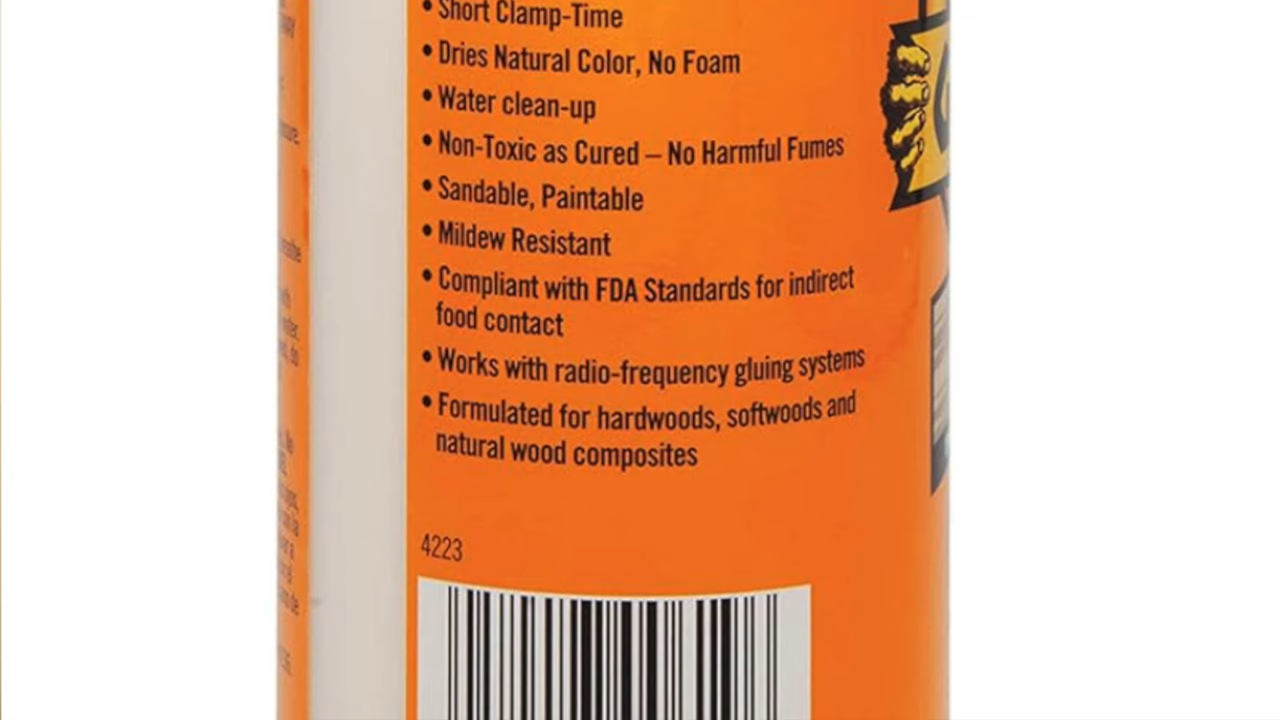 • Short Clamp-Time
• Dries Natural Color, No Foam
• Water clean-up
• Non-Toxic as Cured – No Harmful Fumes
• Sandable, Paintable
• Mildew Resistant
• Compliant with FDA Standards for indirect
food contact
• Works with radio-frequency gluing systems
• Formulated for hardwoods, softwoods and
natural wood composites
4223